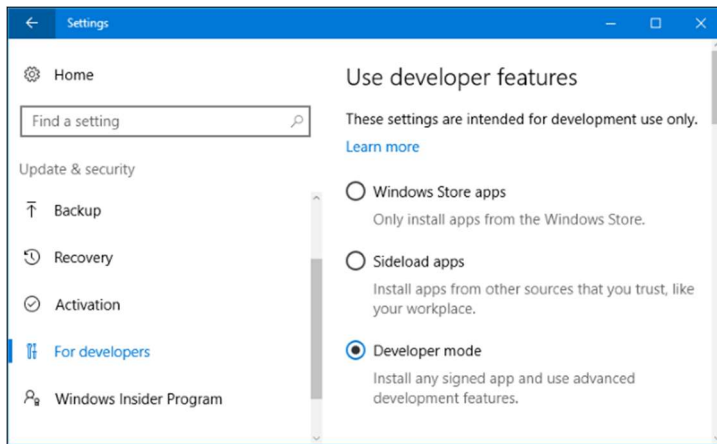 Settings
Home
Find a setting
Update & security
Backup
Recovery
Activation
For developers
Windows Insider Program
Use developer features
These settings are intended for development use only.
Learn more
Windows Store apps
Only install apps from the Windows Store.
Sideload apps
Install apps from other sources that you trust, like
your workplace.
Developer mode
Install any signed app and use advanced
development features.